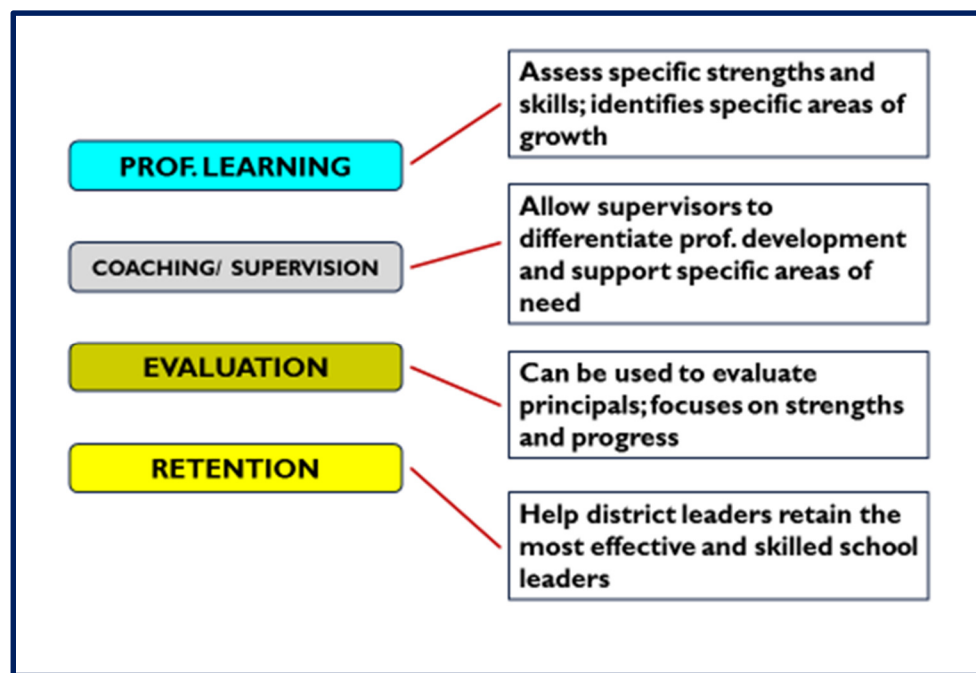 PROF. LEARNING
Assess specific strengths and
skills; identifies specific areas of
growth
COACHING/ SUPERVISION
Allow supervisors to
differentiate prof. development
and support specific areas of
need
EVALUATION
Can be used to evaluate
principals; focuses on strengths
and progress
RETENTION
Help district leaders retain the
most effective and skilled school
leaders